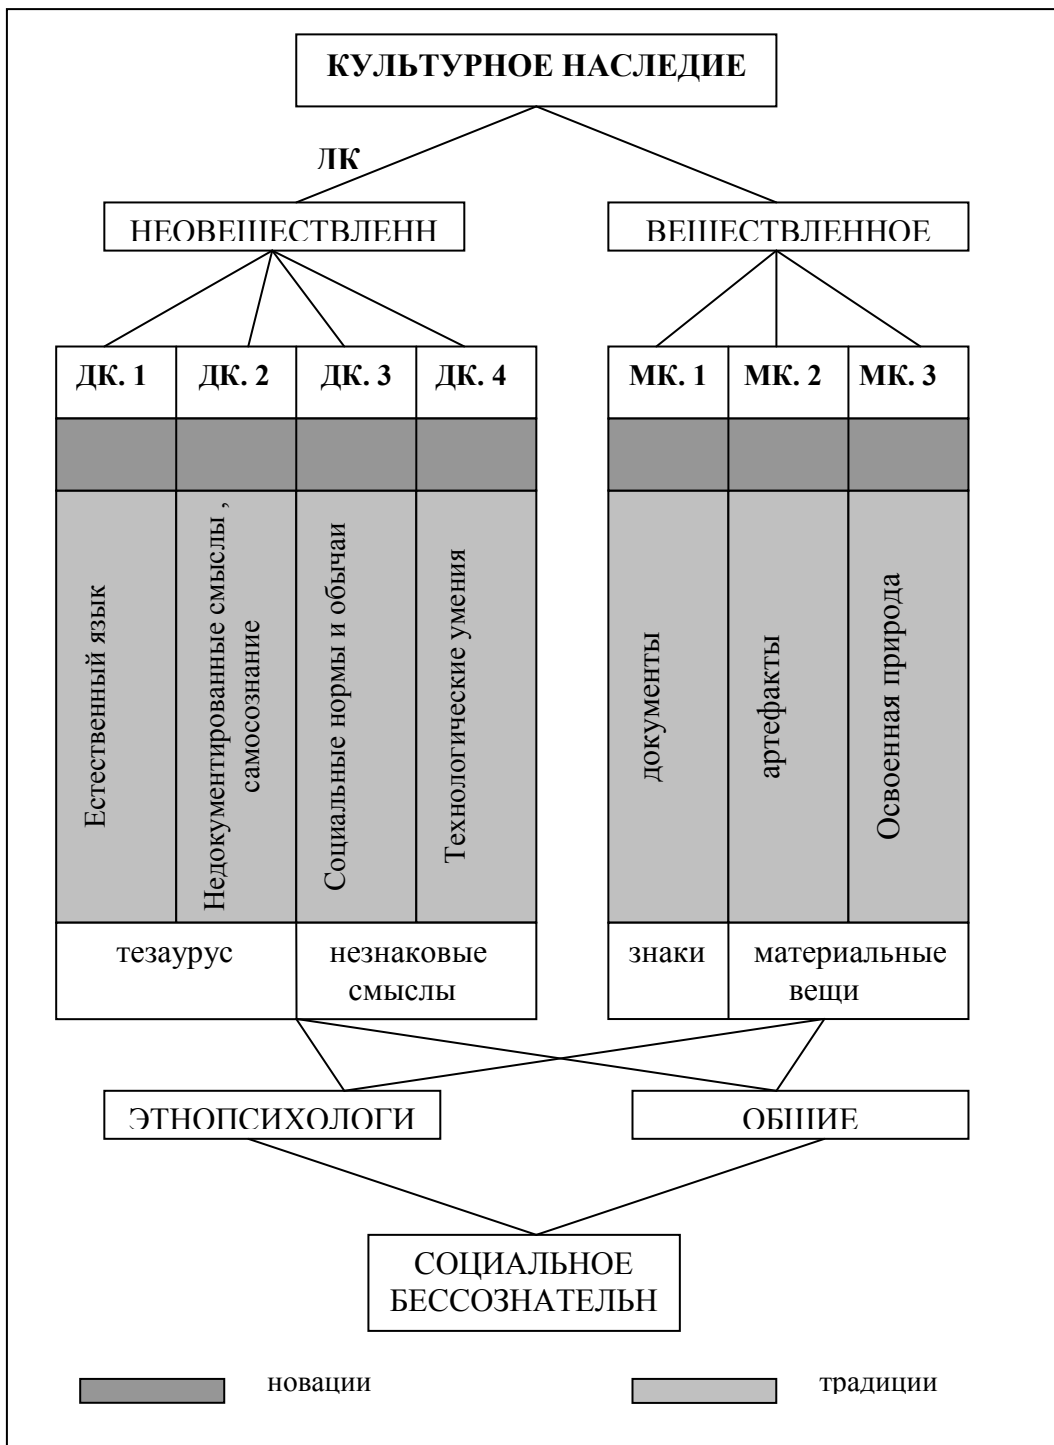 КУЛЬТУРНОЕ НАСЛЕДИЕ
ДК
НЕОВЕЩЕСТВЛЕНН
ВЕЩЕСТВЛЕННОЕ
ДК. 1
ДК. 2
ДК. 3
ДК. 4
МК. 1
МК. 2
МК. 3
Естественный язык
Недокументированные смыслы ,
самосознание
Социальные нормы и обычаи
Технологические умения
документы
артефакты
Освоенная природа
тезаурус
незнаковые
смыслы
знаки
материальные
вещи
ЭТНОПСИХОЛОГИ
ОБЩИЕ
СОЦИАЛЬНОЕ
БЕССОЗНАТЕЛЬН
новации
традиции